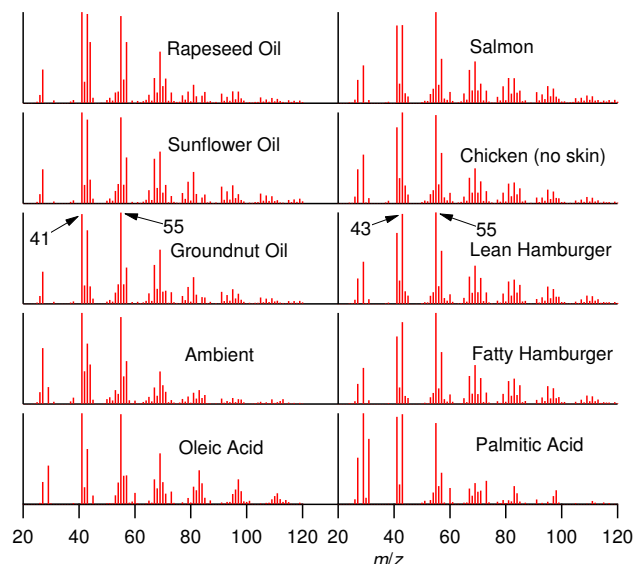 Rapeseed Oil
Salmon
Sunflower Oil
Chicken (no skin)
41
55
Groundnut Oil
43
55
Lean Hamburger
Ambient
Fatty Hamburger
Oleic Acid
Palmitic Acid
20 40 60 80 100 120
20 40 60 80 100 120
m/z